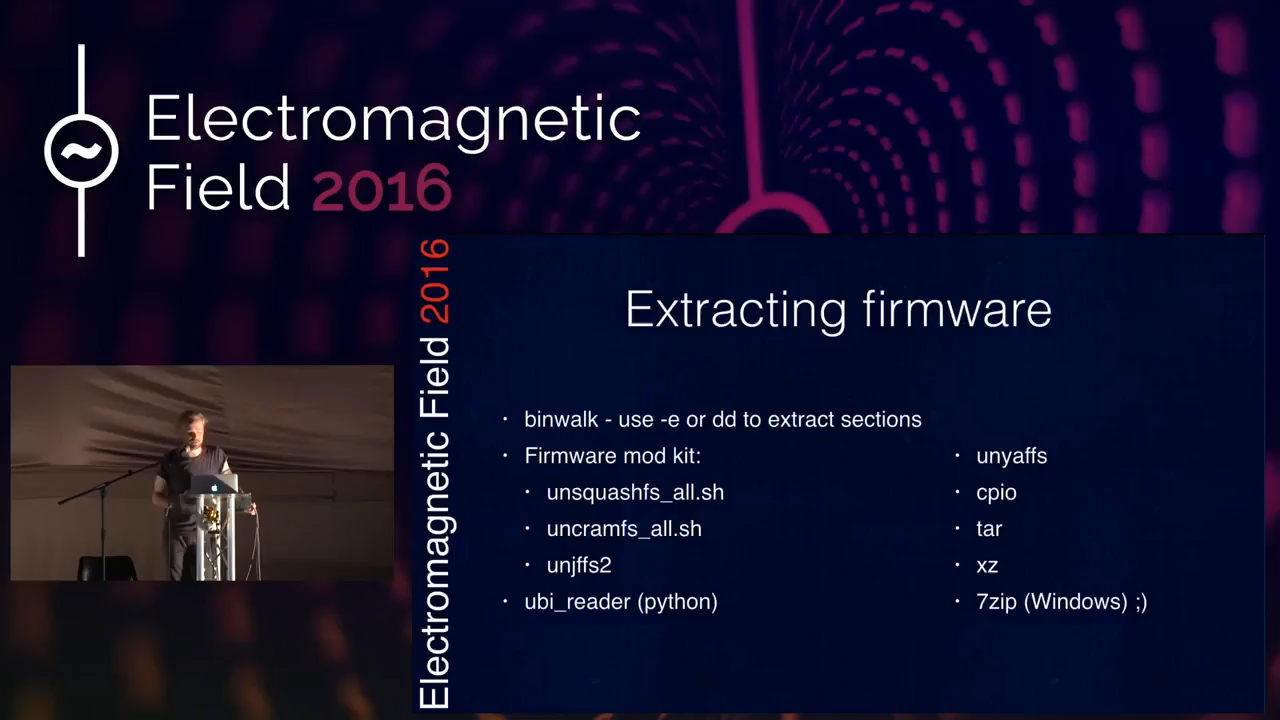 Electromagnetic
Field 2016
Electromagnetic Field 2016
Extracting firmware
· binwalk - use -e or dd to extract sections
· Firmware mod kit:
· unsquashfs_all.sh
· uncramfs_all.sh
· unjffs2
· ubi_reader (python)
· unyaffs
· cpio
· tar
· xz
· 7zip (Windows) ;)